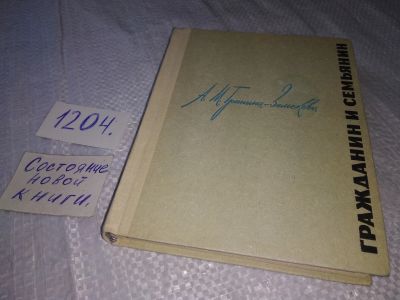 1204.
Состояние
новой
книги.
А. М.
ГРАЖДАНИН И СЕМЬЯНИН